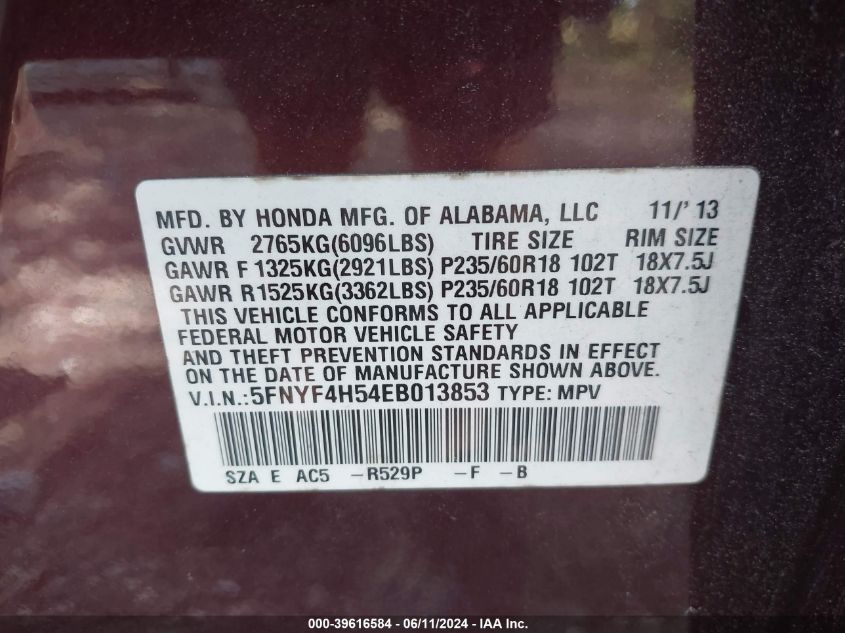 MFD. BY HONDA MFG. OF ALABAMA, LLC 11/' 13
GVWR 2765KG(6096LBS) TIRE SIZE RIM SIZE
GAWR F 1325KG(2921LBS) P235/60R18 102T 18X7.5J
GAWR R1525KG(3362LBS) P235/60R18 102T 18X7.5J
THIS VEHICLE CONFORMS TO ALL APPLICABLE
FEDERAL MOTOR VEHICLE SAFETY
AND THEFT PREVENTION STANDARDS IN EFFECT
ON THE DATE OF MANUFACTURE SHOWN ABOVE.
V.I.N.:5FNYF4H54EB013853 TYPE: MPV
SZA E AC5 -R529P -F -B
000-39616584 - 06/11/2024 - IAA Inc.